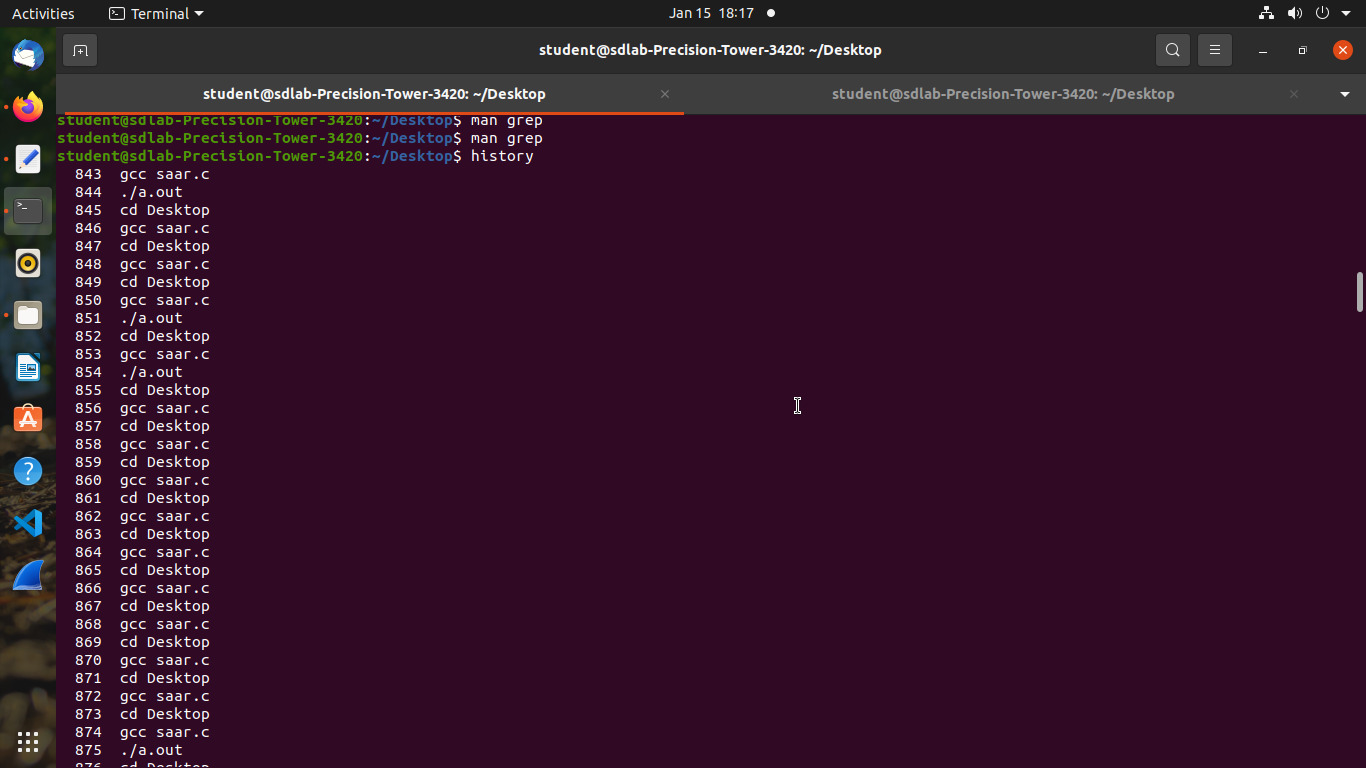 Activities Terminal Jan 15 18:17
student@sdlab-Precision-Tower-3420: ~/Desktop
student@sdlab-Precision-Tower-3420: ~/Desktop student@sdlab-Precision-Tower-3420: ~/Desktop
student@sdlab-Precision-Tower-3420:~/Desktop$ man grep
student@sdlab-Precision-Tower-3420:~/Desktop$ man grep
student@sdlab-Precision-Tower-3420:~/Desktop$ history
843 gcc saar.c
844 ./a.out
845 cd Desktop
846 gcc saar.c
847 cd Desktop
848 gcc saar.c
849 cd Desktop
850 gcc saar.c
851 ./a.out
852 cd Desktop
853 gcc saar.c
854 ./a.out
855 cd Desktop
856 gcc saar.c
857 cd Desktop
858 gcc saar.c
859 cd Desktop
860 gcc saar.c
861 cd Desktop
862 gcc saar.c
863 cd Desktop
864 gcc saar.c
865 cd Desktop
866 gcc saar.c
867 cd Desktop
868 gcc saar.c
869 cd Desktop
870 gcc saar.c
871 cd Desktop
872 gcc saar.c
873 cd Desktop
874 gcc saar.c
875 ./a.out
876 cd Desktop